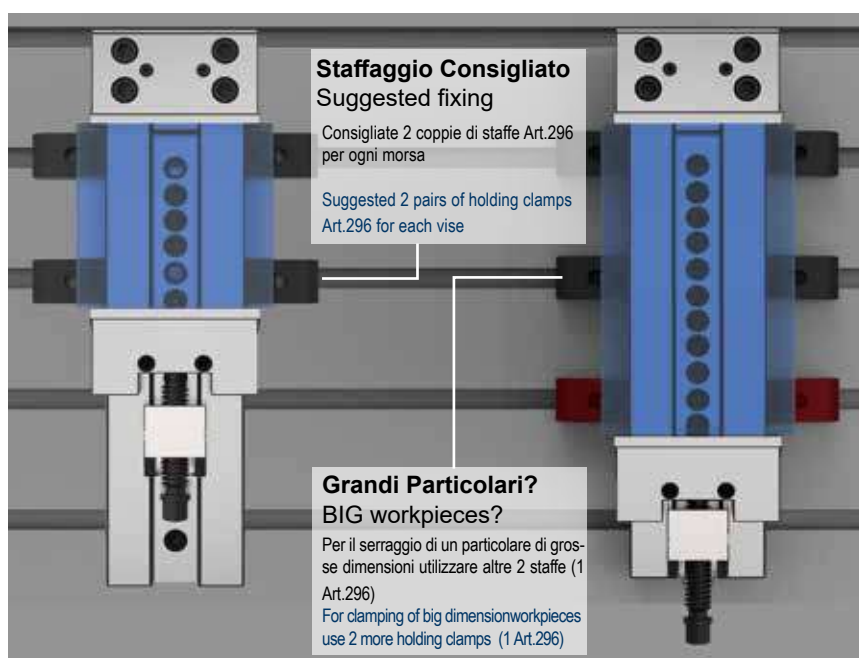 Staffaggio Consigliato
Suggested fixing
Consigliate 2 coppie di staffe Art.296
per ogni morsa
Suggested 2 pairs of holding clamps
Art.296 for each vise
Grandi Particolari?
BIG workpieces?
Per il serraggio di un particolare di gros-
se dimensioni utilizzare altre 2 staffe (1
Art.296)
For clamping of big dimensionworkpieces
use 2 more holding clamps (1 Art.296)